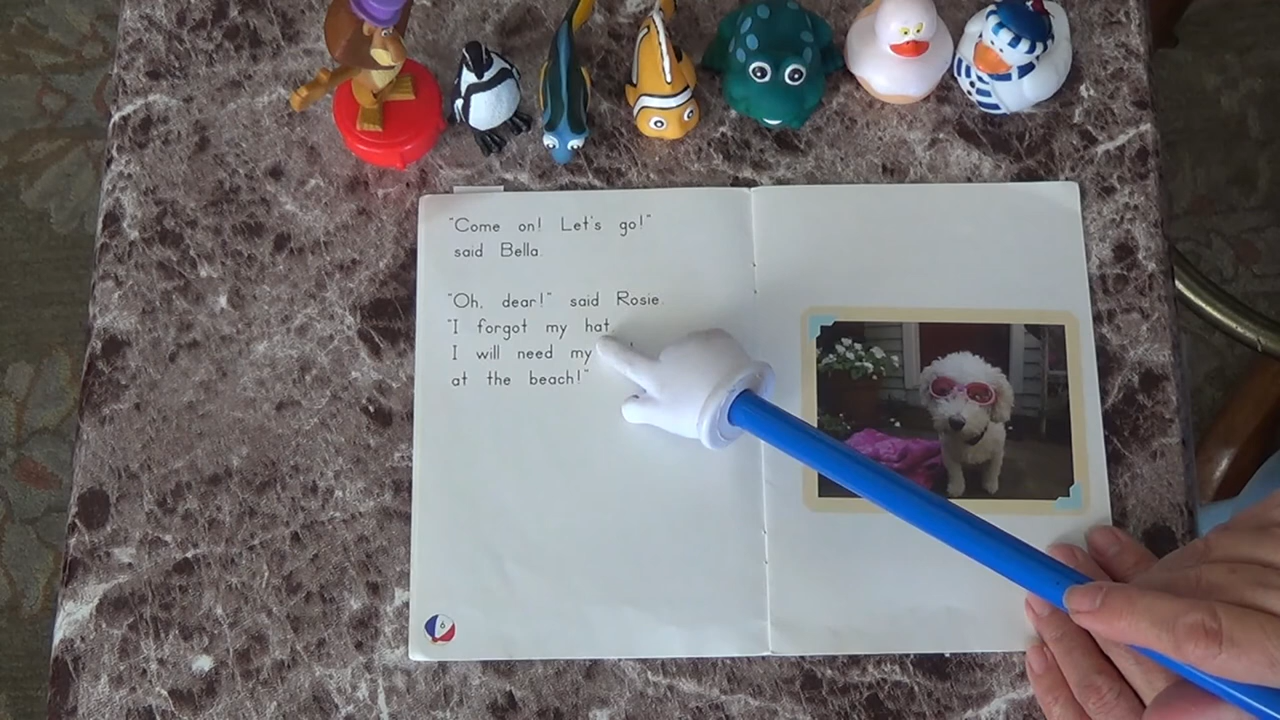 "Come on! Let's go!"
said Bella.
"Oh, dear!" said Rosie.
"I forgot my hat.
I will need my
at the beach!"
6